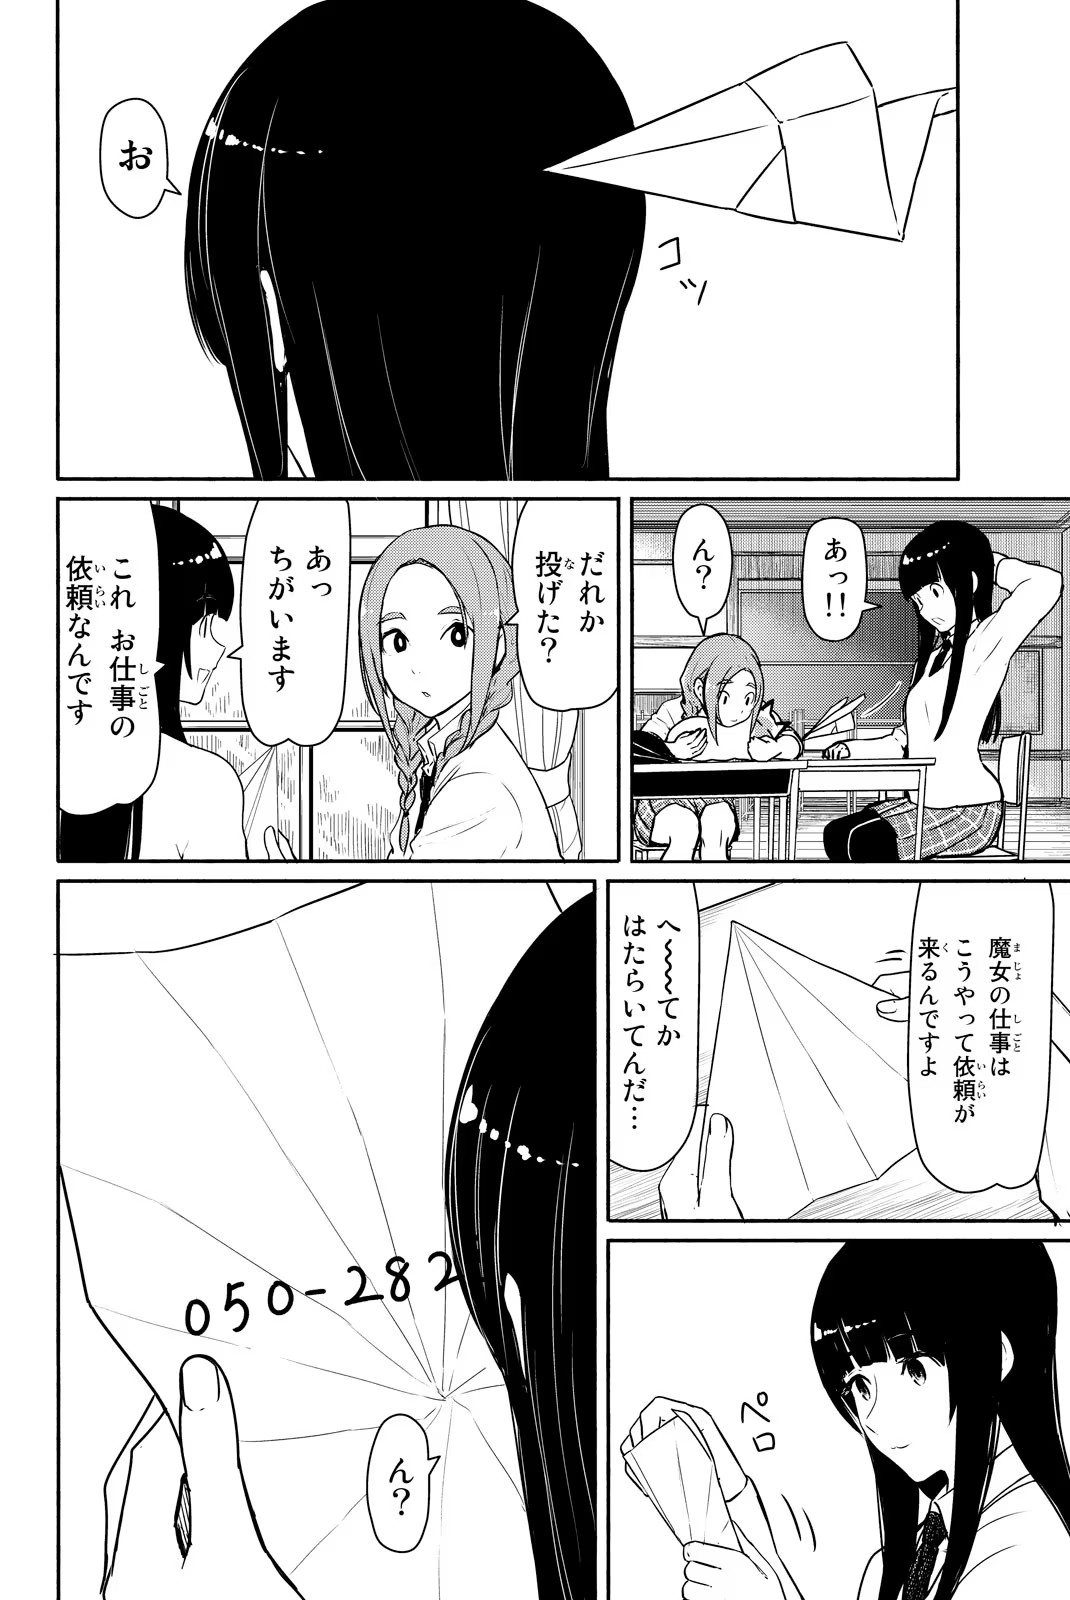 お
コツ
あっ!!
ん?
だれか
投げた?
あっ
ちがいます
これ お仕事の
依頼なんです
魔女の仕事は
こうやって依頼が
来るんですよ
へ〜〜〜てか
はたらいてんだ…
ペロ
050-282
ん?